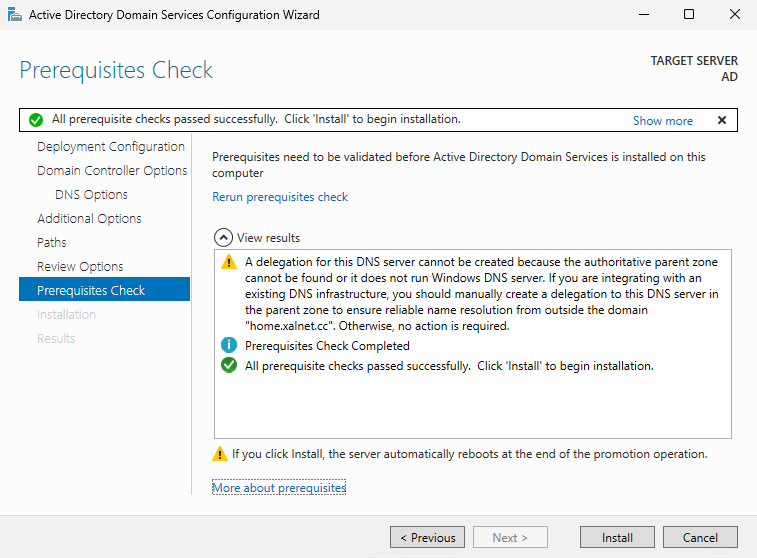 Active Directory Domain Services Configuration Wizard
Prerequisites Check
TARGET SERVER
AD
All prerequisite checks passed successfully.  Click 'Install' to begin installation.
Show more
Deployment Configuration
Domain Controller Options
DNS Options
Additional Options
Paths
Review Options
Prerequisites Check
Installation
Results
Prerequisites need to be validated before Active Directory Domain Services is installed on this
computer
Rerun prerequisites check
View results
A delegation for this DNS server cannot be created because the authoritative parent zone
cannot be found or it does not run Windows DNS server. If you are integrating with an
existing DNS infrastructure, you should manually create a delegation to this DNS server in
the parent zone to ensure reliable name resolution from outside the domain
"home.xalnet.cc". Otherwise, no action is required.
Prerequisites Check Completed
All prerequisite checks passed successfully.  Click 'Install' to begin installation.
If you click Install, the server automatically reboots at the end of the promotion operation.
More about prerequisites
< Previous
Next >
Install
Cancel